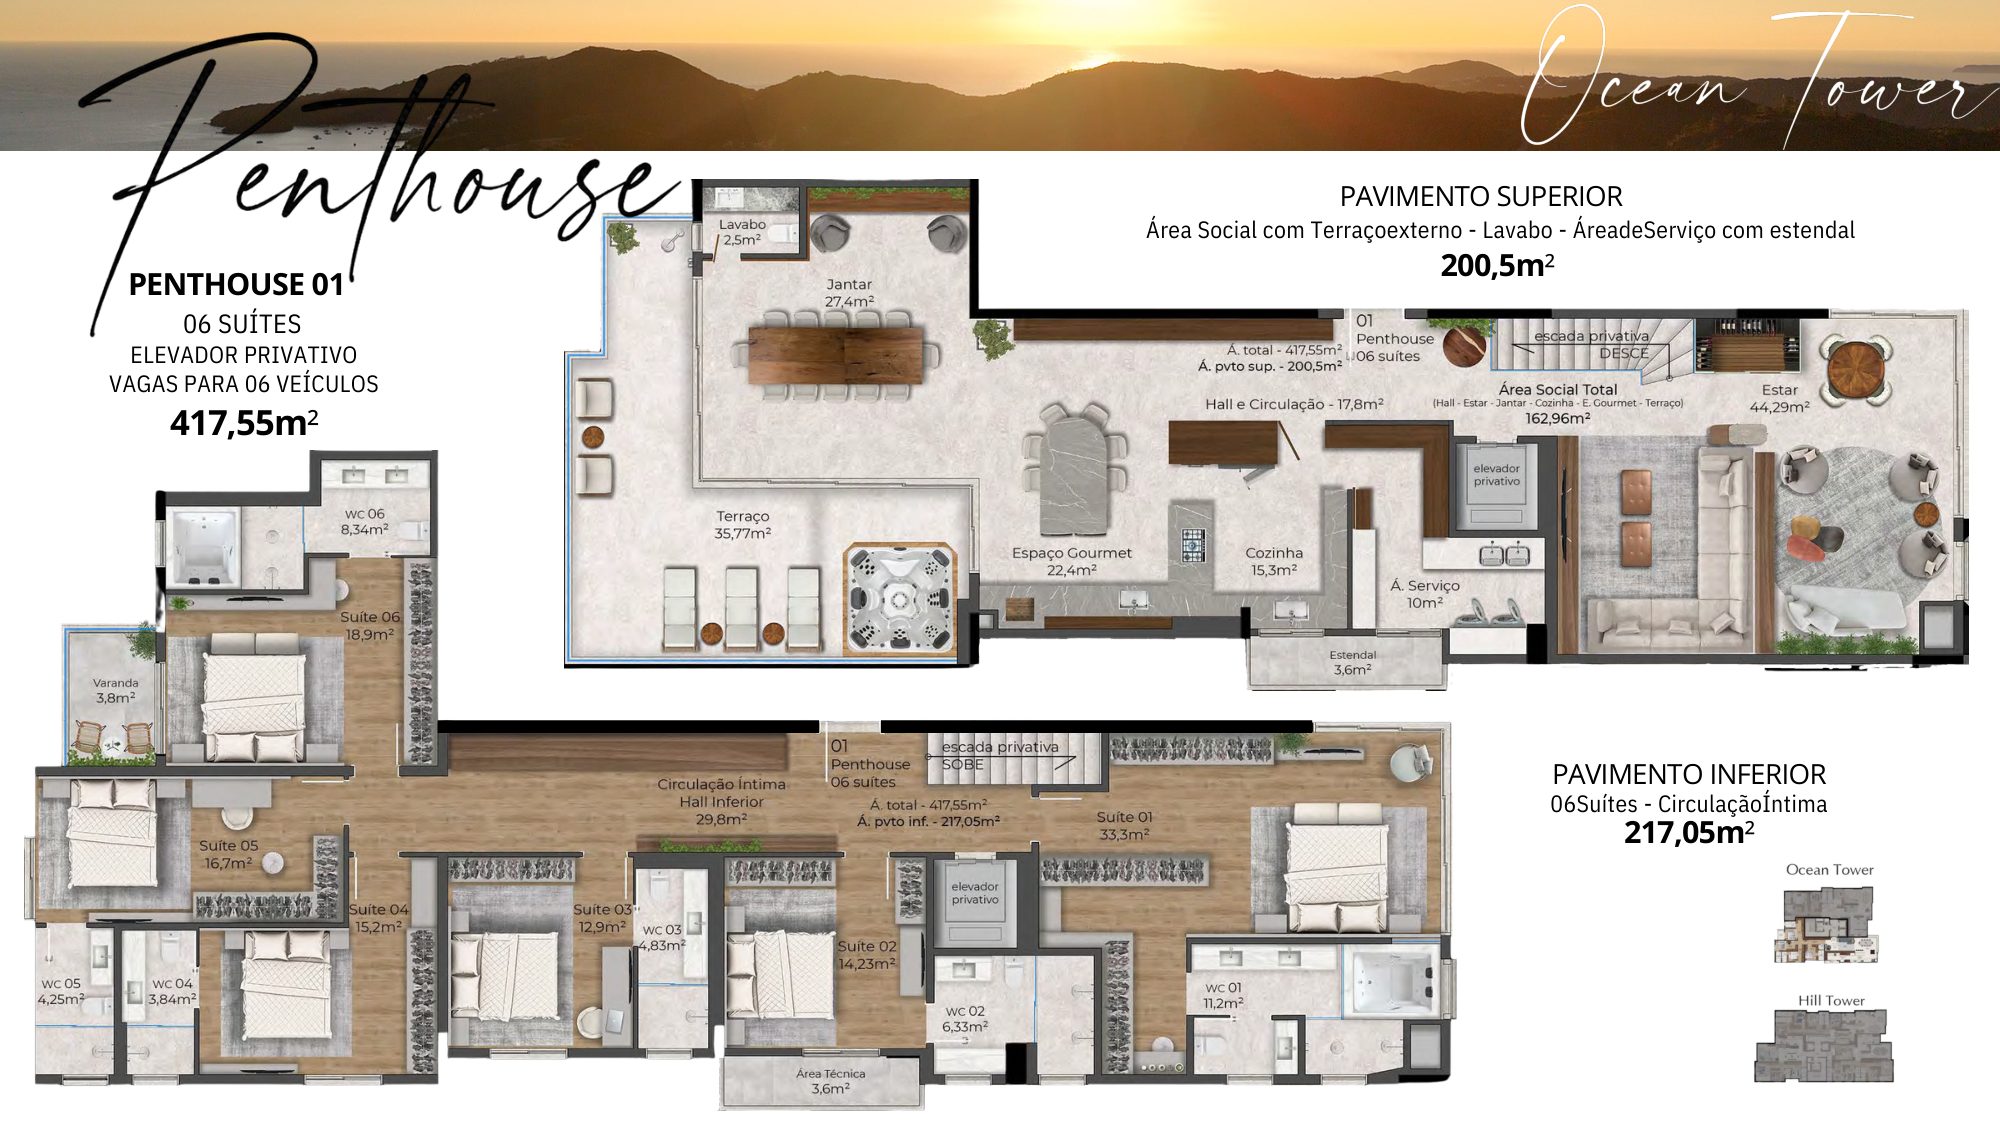 Penthouse
Ocean Tower
PENTHOUSE 01
06 SUÍTES
ELEVADOR PRIVATIVO
VAGAS PARA 06 VEÍCULOS
417,55m²
PAVIMENTO SUPERIOR
Área Social com Terraçoexterno - Lavabo - ÁreadeServiço com estendal
200,5m²
Lavabo
2,5m²
Jantar
27,4m²
01
Penthouse
06 suítes
Á. total - 417,55m²
Á. pvto sup. - 200,5m²
Hall e Circulação - 17,8m²
escada privativa
DESCE
Área Social Total
(Hall - Estar - Jantar - Cozinha - E. Gourmet - Terraço)
162,96m²
Estar
44,29m²
elevador
privativo
Terraço
35,77m²
Espaço Gourmet
22,4m²
Cozinha
15,3m²
Á. Serviço
10m²
Estendal
3,6m²
WC 06
8,34m²
Suíte 06
18,9m²
Varanda
3,8m²
Suíte 05
16,7m²
Circulação Íntima
Hall Inferior
29,8m²
01
Penthouse
06 suítes
Á. total - 417,55m²
Á. pvto inf. - 217,05m²
escada privativa
SOBE
Suíte 01
33,3m²
elevador
privativo
Suíte 04
15,2m²
Suíte 03
12,9m²
WC 03
4,83m²
Suíte 02
14,23m²
WC 05
4,25m²
WC 04
3,84m²
WC 02
6,33m²
WC 01
11,2m²
Área Técnica
3,6m²
PAVIMENTO INFERIOR
06Suítes - CirculaçãoÍntima
217,05m²
Ocean Tower
Hill Tower